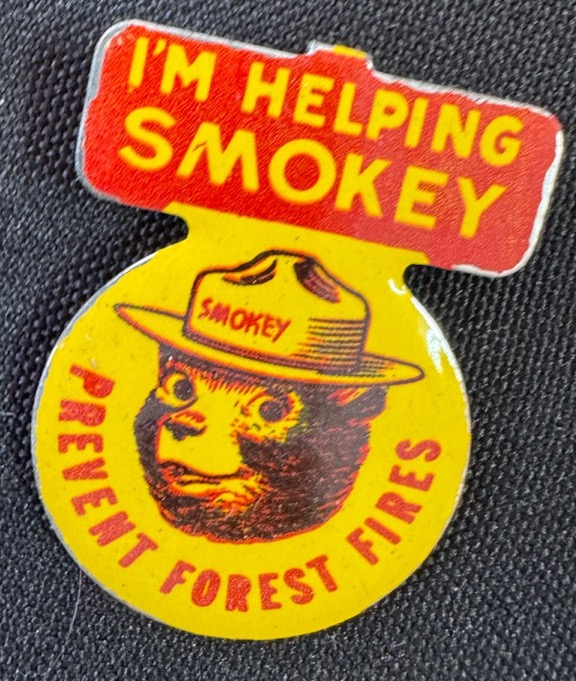 I'M HELPING
SMOKEY
SMOKEY
PREVENT FOREST FIRES